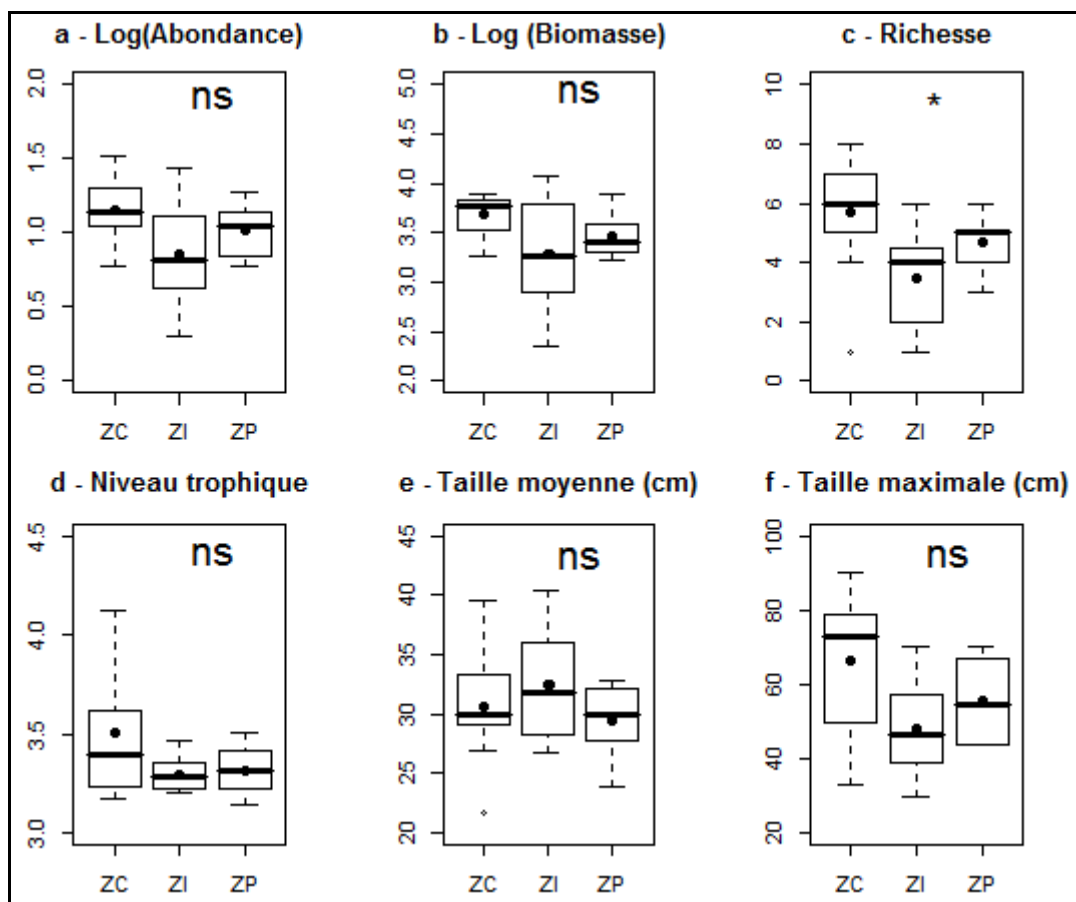 a - Log(Abondance)
ns
2.0
1.5
1.0
0.5
0.0
ZC ZI ZP
b - Log (Biomasse)
ns
5.0
4.5
4.0
3.5
3.0
2.5
2.0
ZC ZI ZP
c - Richesse
*
10
8
6
4
2
0
ZC ZI ZP
d - Niveau trophique
ns
4.5
4.0
3.5
3.0
ZC ZI ZP
e - Taille moyenne (cm)
ns
45
40
35
30
25
20
ZC ZI ZP
f - Taille maximale (cm)
ns
100
80
60
40
20
ZC ZI ZP